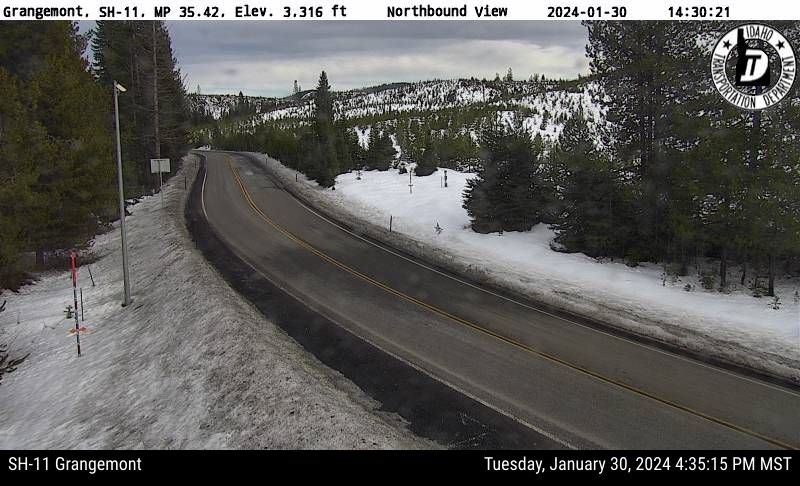 Grangemont, SH-11, MP 35.42, Elev. 3,316 ft Northbound View 2024-01-30 14:30:21
IDAHO
TRANSPORTATION DEPARTMENT
SH-11 Grangemont Tuesday, January 30, 2024 4:35:15 PM MST